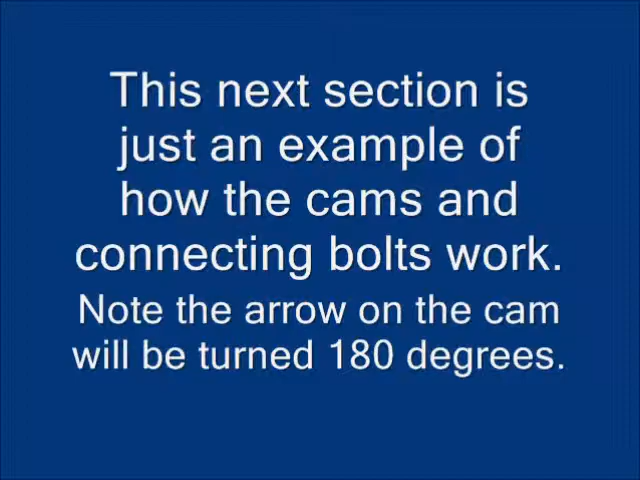 This next section is
just an example of
how the cams and
connecting bolts work.
Note the arrow on the cam
will be turned 180 degrees.